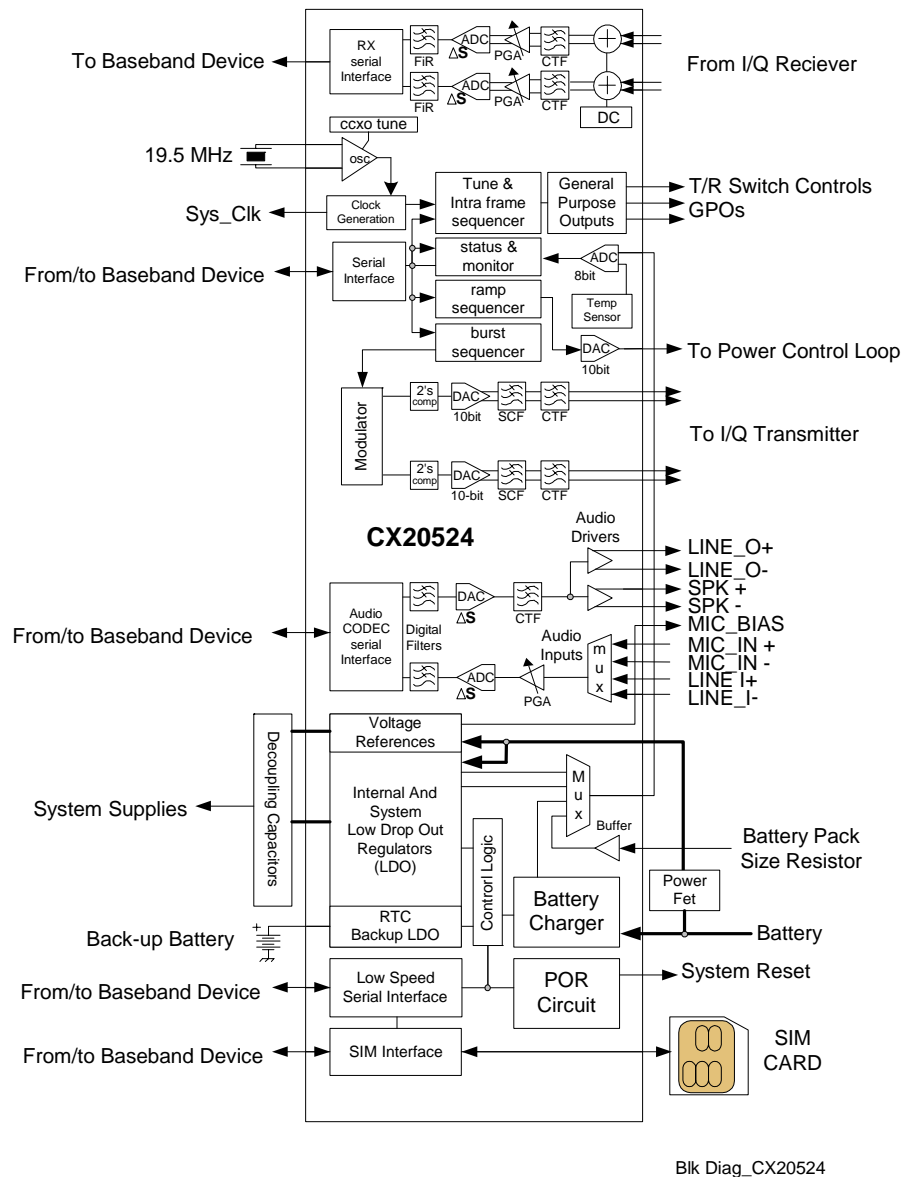 RX
serial
Interface
FiR
ΔS
ADC
PGA
CTF
FiR
ΔS
ADC
PGA
CTF
DC
To Baseband Device
From I/Q Reciever
ccxo tune
19.5 MHz
osc
Sys_Clk
Clock
Generation
Tune &
Intra frame
sequencer
General
Purpose
Outputs
T/R Switch Controls
GPOs
From/to Baseband Device
Serial
Interface
status &
monitor
ADC
8bit
ramp
sequencer
Temp
Sensor
burst
sequencer
DAC
10bit
To Power Control Loop
Modulator
2's
comp
DAC
10bit
SCF
CTF
To I/Q Transmitter
2's
comp
DAC
10-bit
SCF
CTF
CX20524
Audio
Drivers
LINE_O+
LINE_O-
SPK +
SPK -
MIC_BIAS
MIC_IN +
MIC_IN -
LINE I+
LINE_I-
From/to Baseband Device
Audio
CODEC
serial
Interface
Digital
Filters
DAC
ΔS
CTF
Audio
Inputs
mux
ADC
ΔS
PGA
Voltage
References
Decoupling Capacitors
System Supplies
Internal And
System
Low Drop Out
Regulators
(LDO)
Mux
Buffer
Battery Pack
Size Resistor
Controrl Logic
Power
Fet
Battery
Charger
Battery
RTC
Backup LDO
+
Back-up Battery
System Reset
From/to Baseband Device
Low Speed
Serial Interface
POR
Circuit
From/to Baseband Device
SIM Interface
SIM
CARD
Blk Diag_CX20524